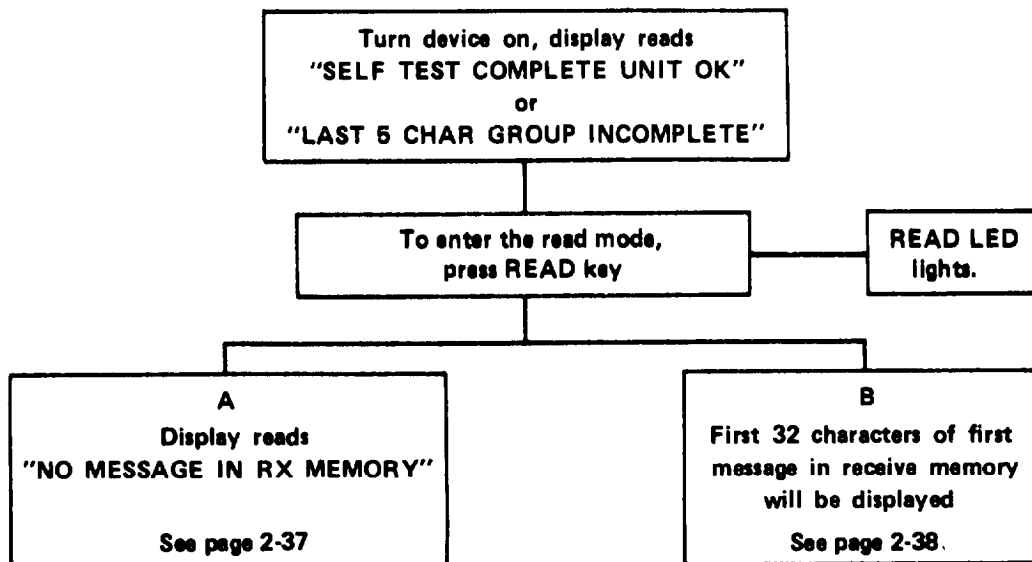 Turn device on, display reads
"SELF TEST COMPLETE UNIT OK"
or
"LAST 5 CHAR GROUP INCOMPLETE"
To enter the read mode,
press READ key
READ LED
lights.
A
Display reads
"NO MESSAGE IN RX MEMORY"
See page 2-37
B
First 32 characters of first
message in receive memory
will be displayed
See page 2-38.